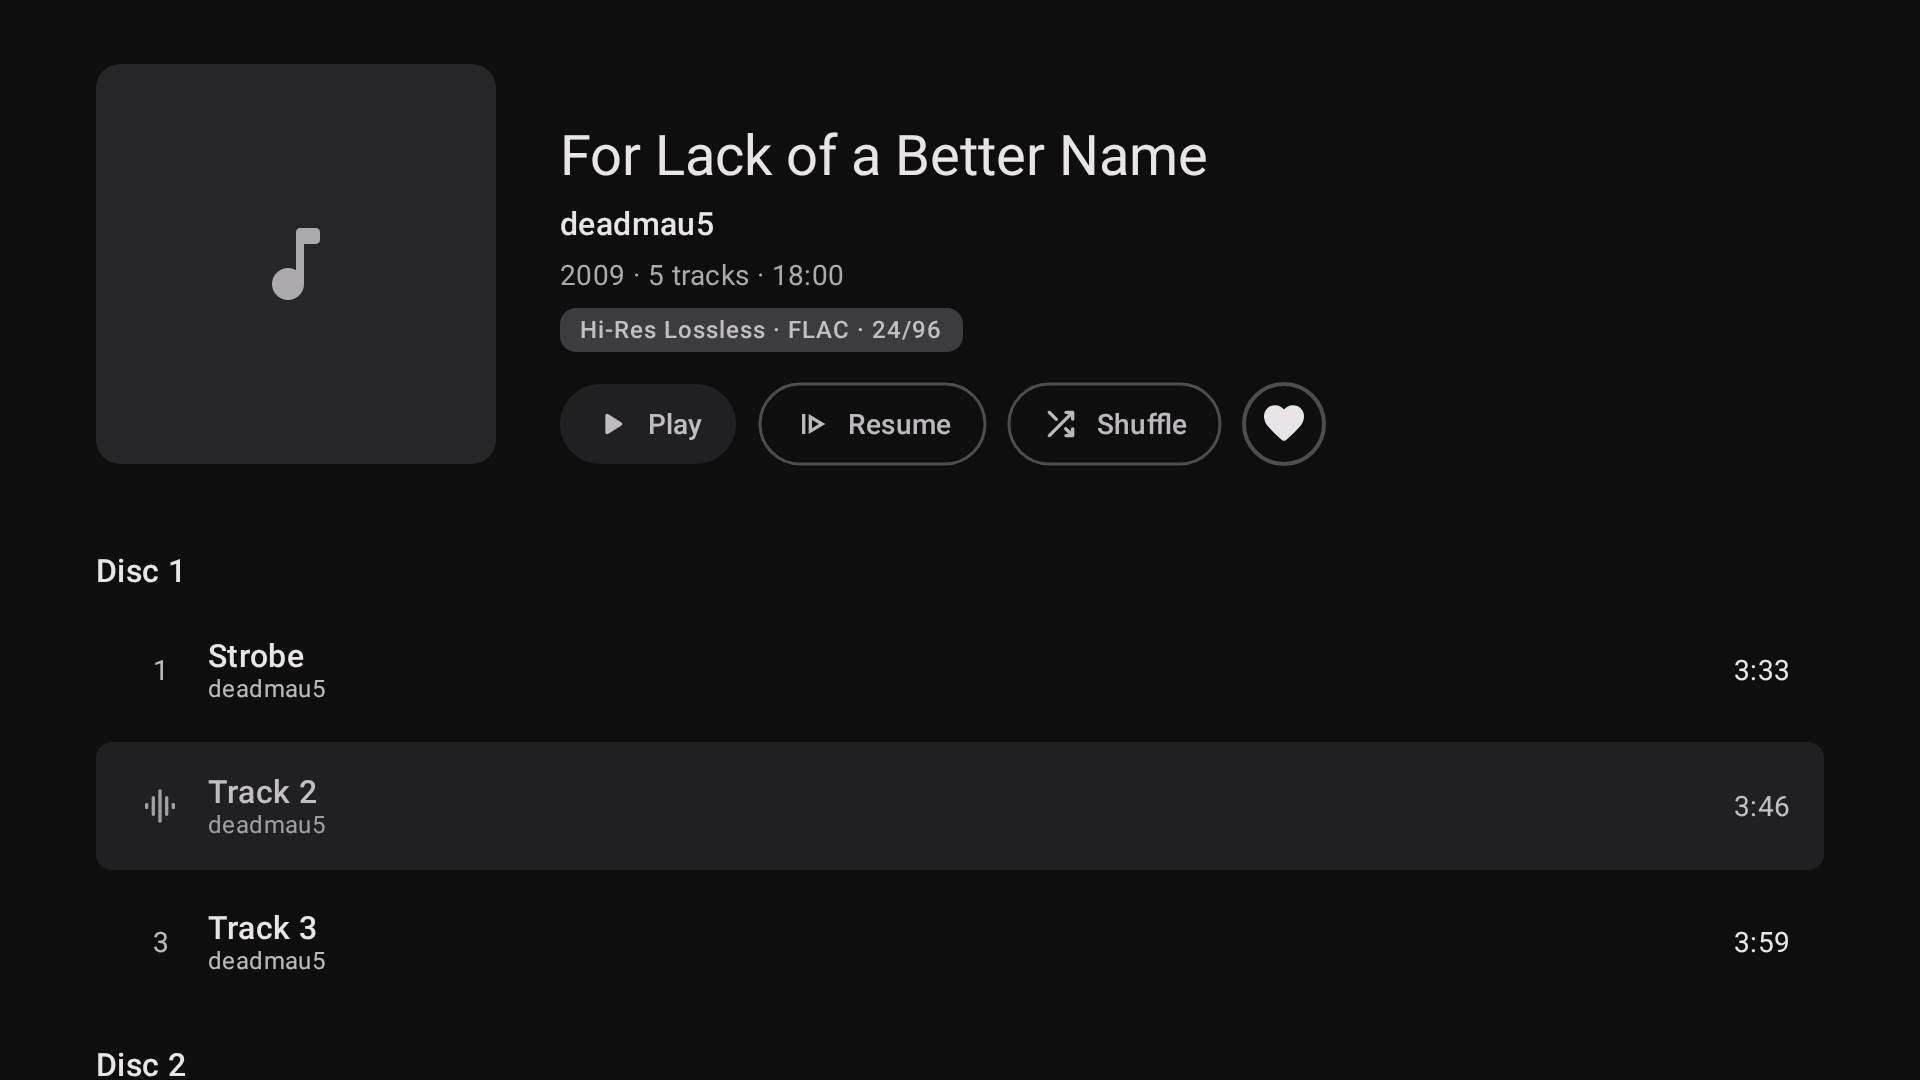 For Lack of a Better Name
deadmau5
2009 · 5 tracks · 18:00
Hi-Res Lossless · FLAC · 24/96
Play
Resume
Shuffle
Disc 1
1
Strobe
deadmau5
3:33
Track 2
deadmau5
3:46
3
Track 3
deadmau5
3:59
Disc 2